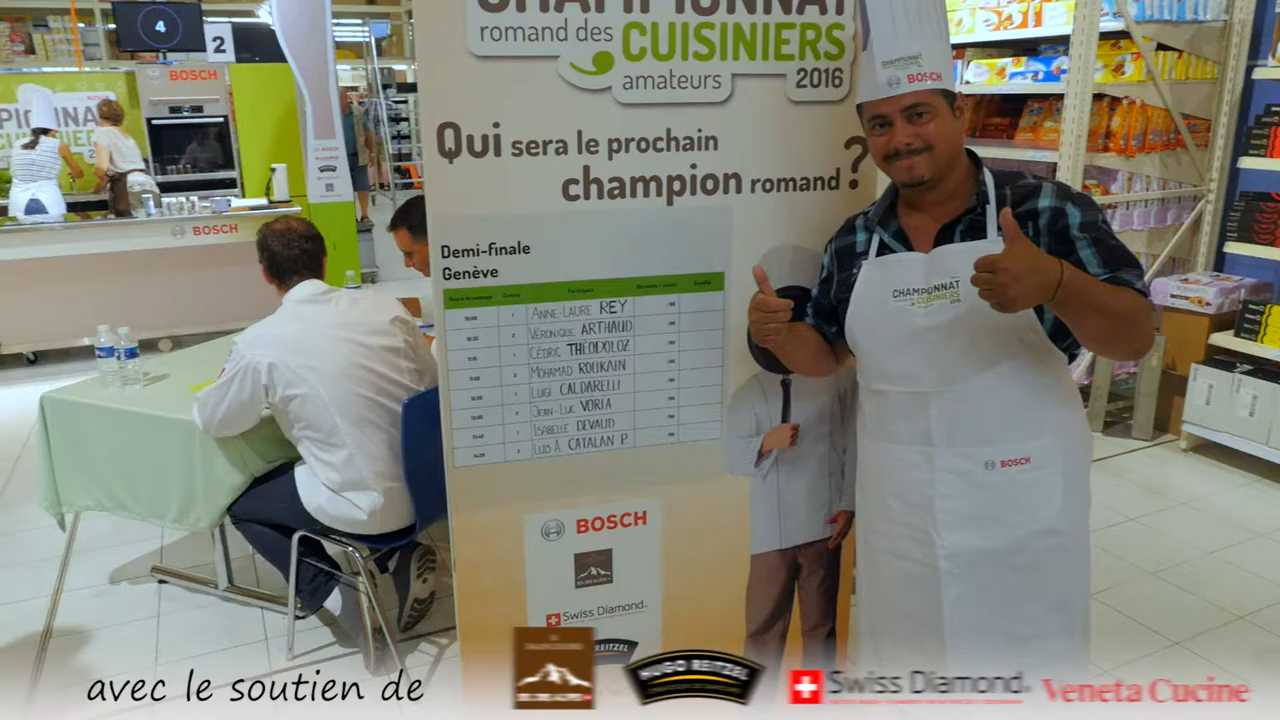 CHAMPIONNAT
romand des CUISINIERS
amateurs 2016
Qui sera le prochain
champion romand ?
Demi-finale
Genève
ANNE-LAURE REY
VÉRONIQUE ARTHAUD
CÉDRIC THÉODOLOZ
MOHAMAD ROUKAIN
LUIGI CALDARELLI
JEAN-LUC VORIA
ISABELLE DEVAUD
LUIS A. CATALAN P.
BOSCH
Swiss Diamond
REITZEL
4
2
BOSCH
BOSCH
BOSCH
CHAMPIONNAT
CUISINIERS
BOSCH
avec le soutien de
HUGO REITZEL
Swiss Diamond
Veneta Cucine